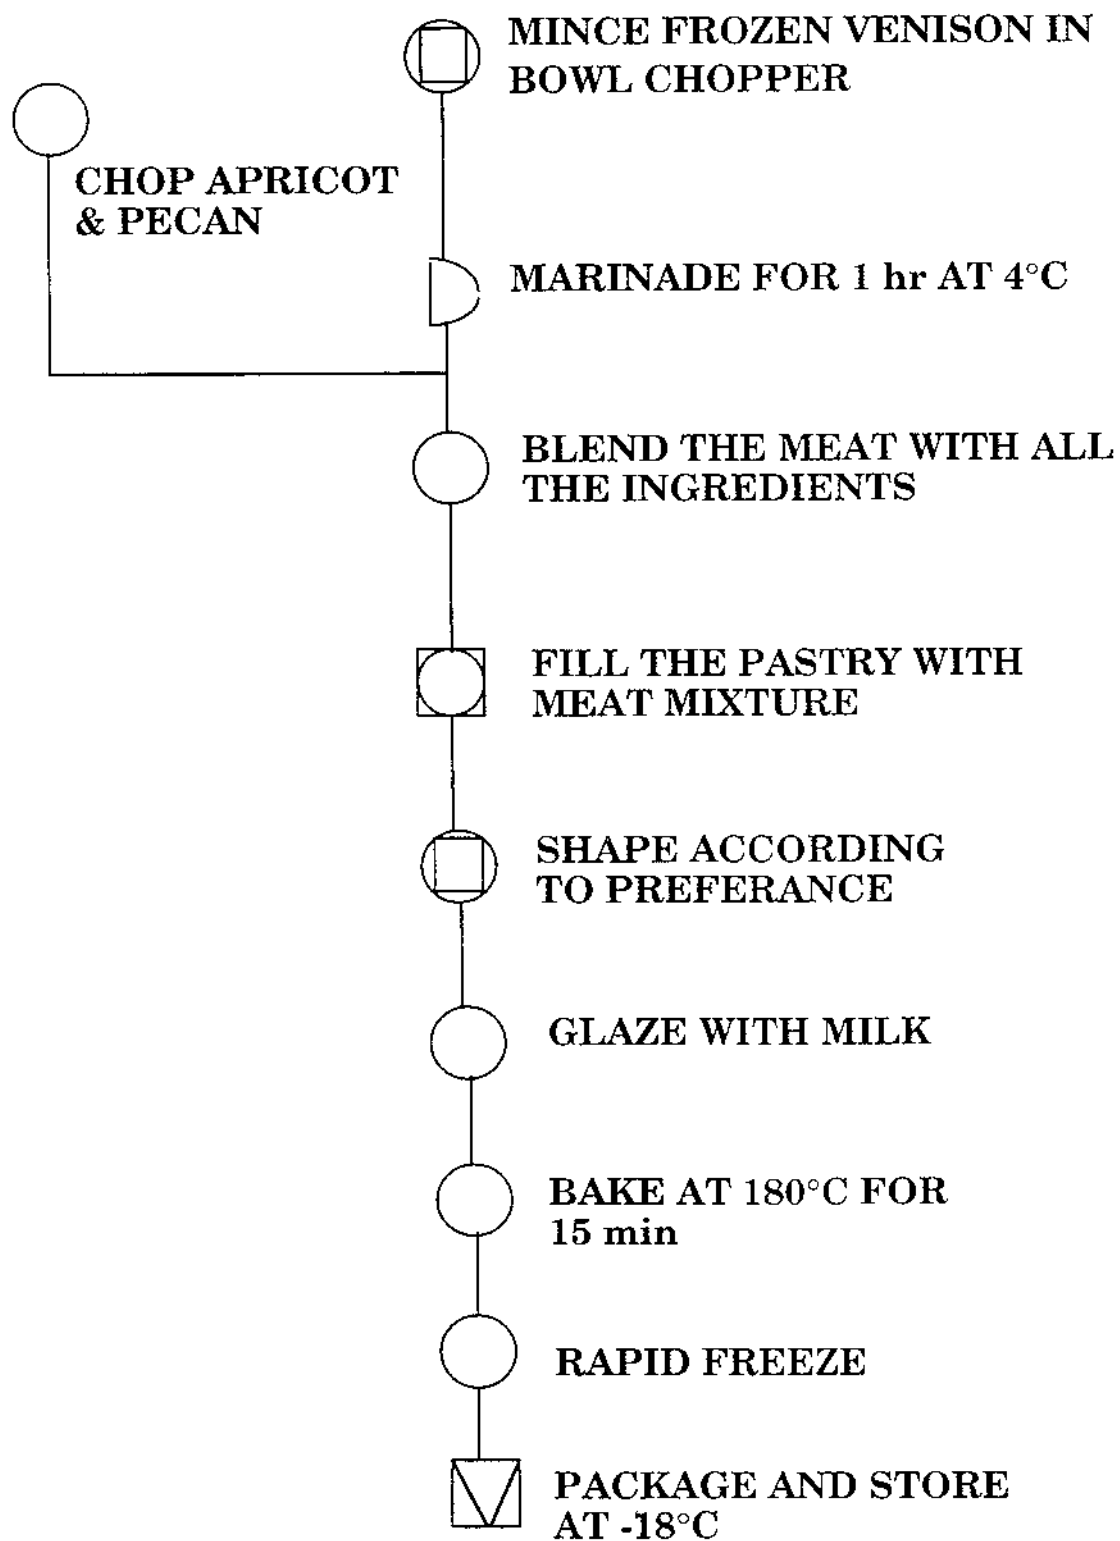 MINCE FROZEN VENISON IN
BOWL CHOPPER
CHOP APRICOT
& PECAN
MARINADE FOR 1 hr AT 4°C
BLEND THE MEAT WITH ALL
THE INGREDIENTS
FILL THE PASTRY WITH
MEAT MIXTURE
SHAPE ACCORDING
TO PREFERANCE
GLAZE WITH MILK
BAKE AT 180°C FOR
15 min
RAPID FREEZE
PACKAGE AND STORE
AT -18°C